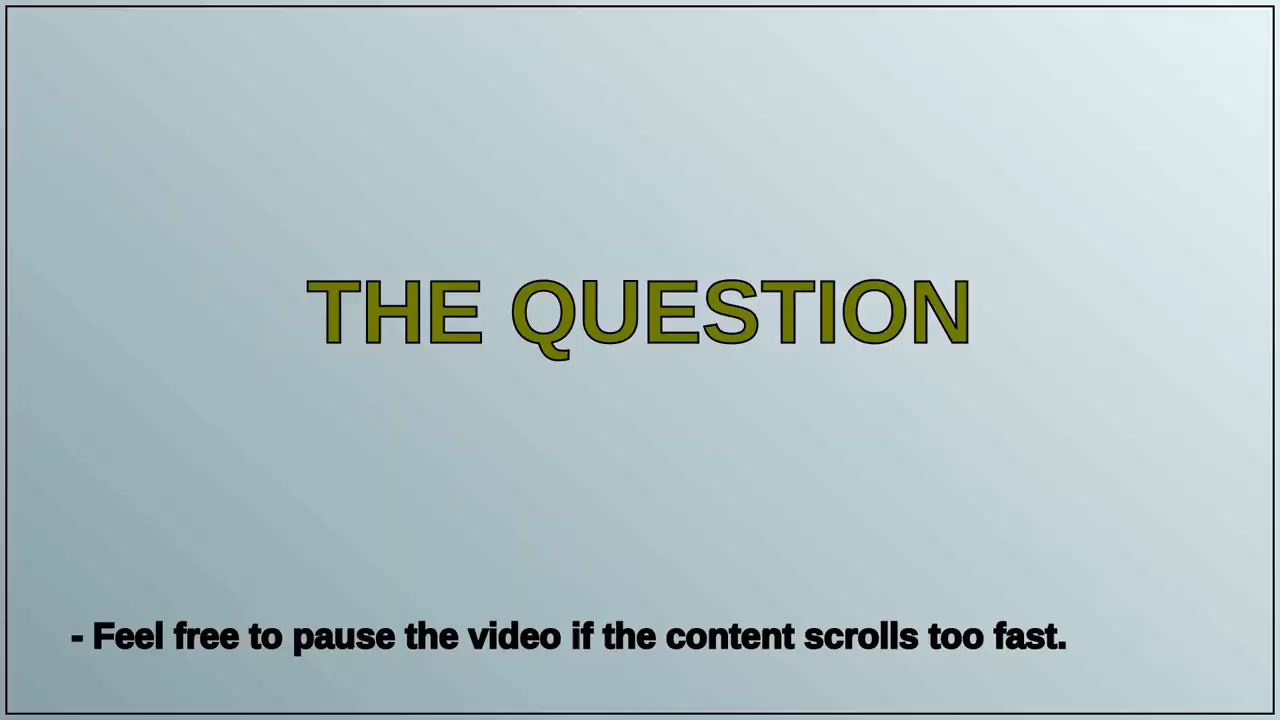 THE QUESTION
- Feel free to pause the video if the content scrolls too fast.